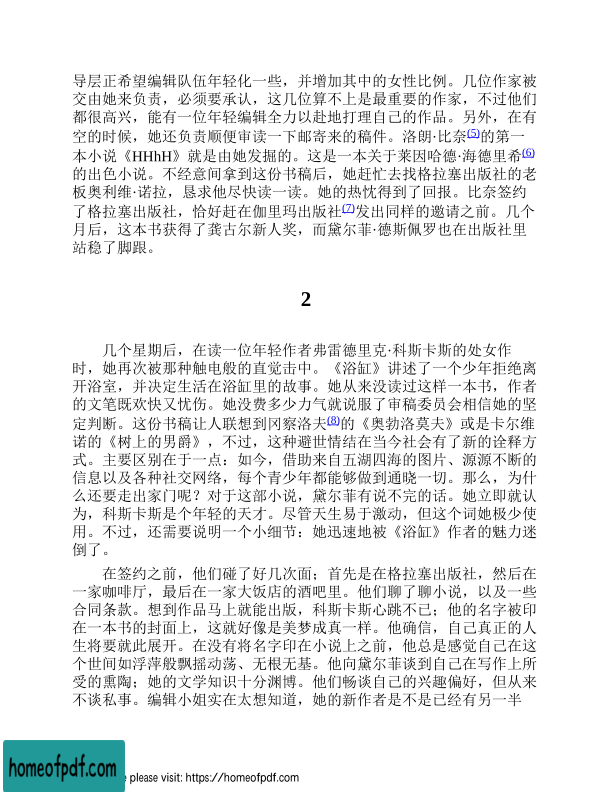 导层正希望编辑队伍年轻化一些，并增加其中的女性比例。几位作家被
交由她来负责，必须要承认，这几位算不上是最重要的作家，不过他们
都很高兴，能有一位年轻编辑全力以赴地打理自己的作品。另外，在有
空的时候，她还负责顺便审读一下邮寄来的稿件。洛朗·比奈(5)的第一
本小说《HHhH》就是由她发掘的。这是一本关于莱因哈德·海德里希(6)
的出色小说。不经意间拿到这份书稿后，她赶忙去找格拉塞出版社的老
板奥利维·诺拉，恳求他尽快读一读。她的热忱得到了回报。比奈签约
了格拉塞出版社，恰好赶在伽里玛出版社(7)发出同样的邀请之前。几个
月后，这本书获得了龚古尔新人奖，而黛尔菲·德斯佩罗也在出版社里
站稳了脚跟。
2
几个星期后，在读一位年轻作者弗雷德里克·科斯卡斯的处女作
时，她再次被那种触电般的直觉击中。《浴缸》讲述了一个少年拒绝离
开浴室，并决定生活在浴缸里的故事。她从来没读过这样一本书，作者
的文笔既欢快又忧伤。她没费多少力气就说服了审稿委员会相信她的坚
定判断。这份书稿让人联想到冈察洛夫(8)的《奥勃洛莫夫》或是卡尔维
诺的《树上的男爵》，不过，这种避世情结在当今社会有了新的诠释方
式。主要区别在于一点：如今，借助来自五湖四海的图片、源源不断的
信息以及各种社交网络，每个青少年都能够做到通晓一切。那么，为什
么还要走出家门呢？对于这部小说，黛尔菲有说不完的话。她立即就认
为，科斯卡斯是个年轻的天才。尽管天生易于激动，但这个词她极少使
用。不过，还需要说明一个小细节：她迅速地被《浴缸》作者的魅力迷
倒了。
在签约之前，他们碰了好几次面；首先是在格拉塞出版社，然后在
一家咖啡厅，最后在一家大饭店的酒吧里。他们聊了聊小说，以及一些
合同条款。想到作品马上就能出版，科斯卡斯心跳不已；他的名字被印
在一本书的封面上，这就好像是美梦成真一样。他确信，自己真正的人
生将要就此展开。在没有将名字印在小说上之前，他总是感觉自己在这
个世间如浮萍般飘摇动荡、无根无基。他向黛尔菲谈到自己在写作上所
受的熏陶；她的文学知识十分渊博。他们畅谈自己的兴趣偏好，但从来
不谈私事。编辑小姐实在太想知道，她的新作者是不是已经有另一半
homeofpdf.com
e please visit: https://homeofpdf.com